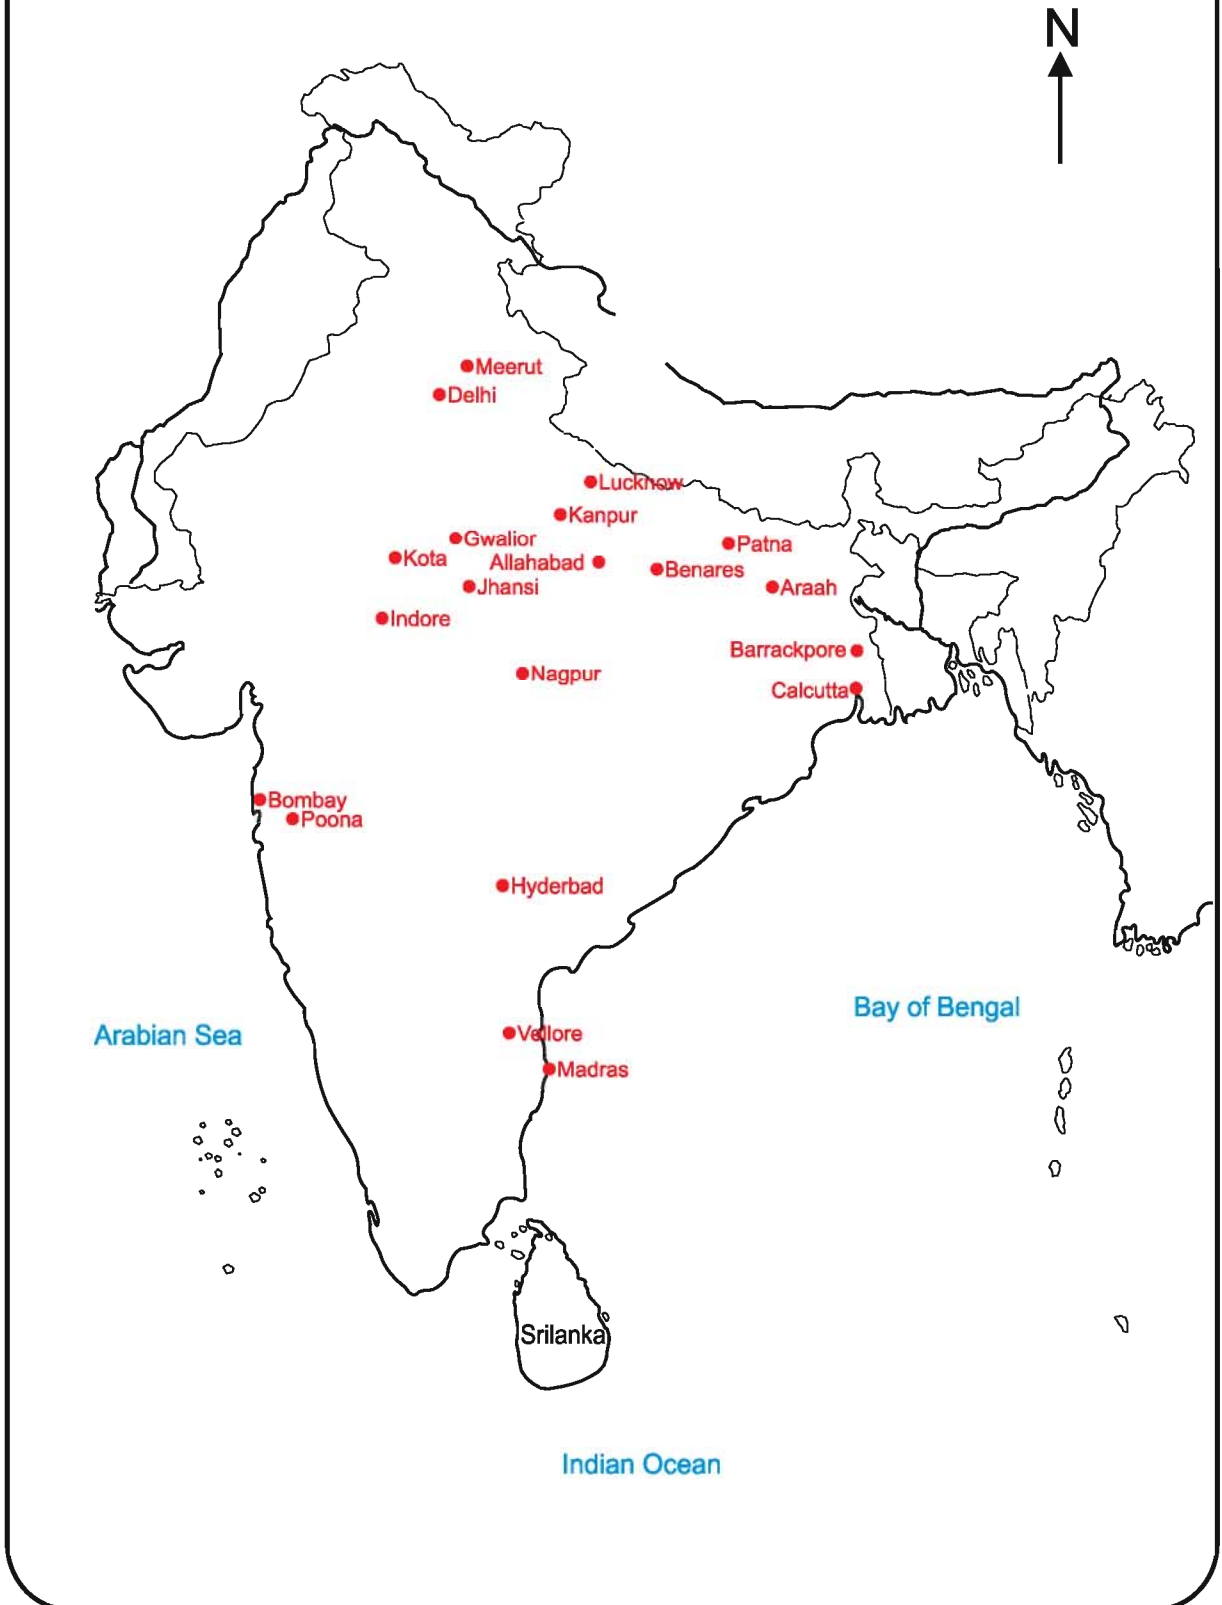 N
Meerut
Delhi
Lucknow
Kanpur
Gwalior
Patna
Kota
Allahabad
Benares
Jhansi
Araah
Indore
Barrackpore
Nagpur
Calcutta
Bombay
Poona
Hyderbad
Bay of Bengal
Arabian Sea
Vellore
Madras
Srilanka
Indian Ocean